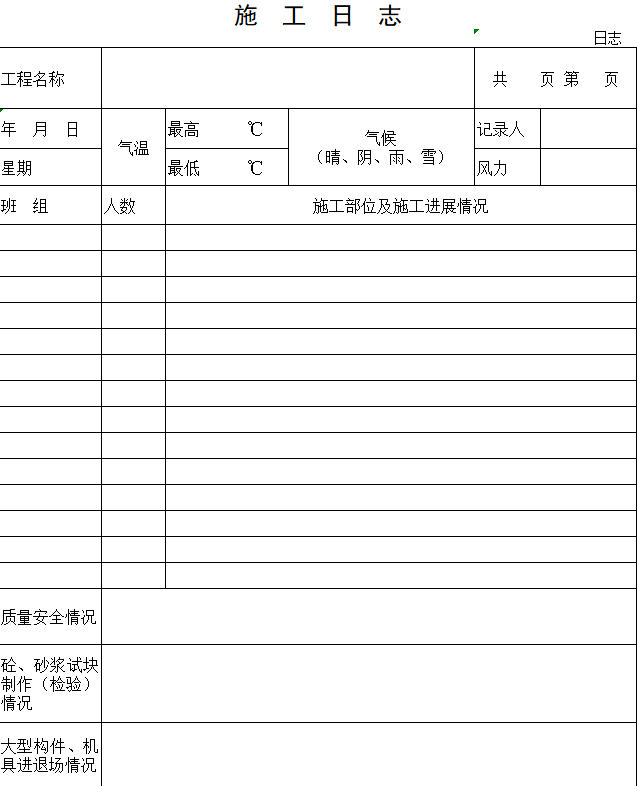 施 工 日 志
日志
工程名称
共 页 第 页
年 月 日
气温
最高 ℃
气候
（晴、阴、雨、雪）
记录人
星期
最低 ℃
风力
班 组
人数
施工部位及施工进展情况
质量安全情况
砼、砂浆试块
制作（检验）
情况
大型构件、机
具进退场情况